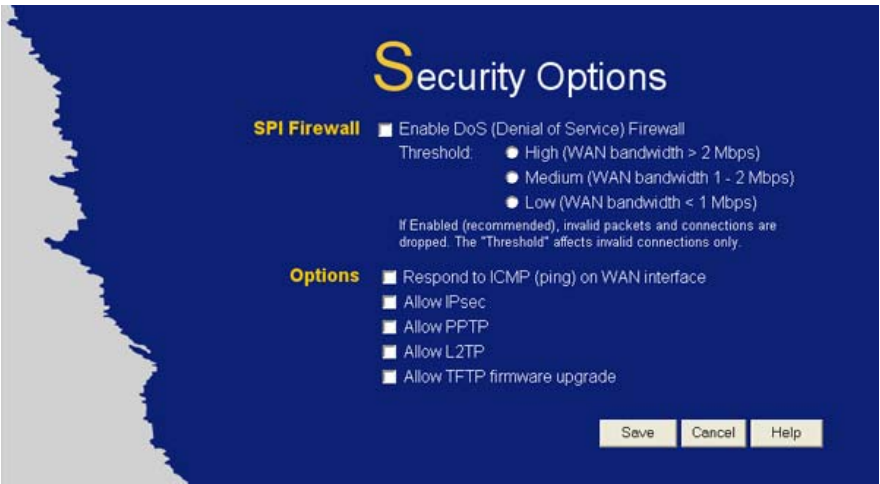 Security Options
SPI Firewall
Enable DoS (Denial of Service) Firewall
Threshold:
High (WAN bandwidth > 2 Mbps)
Medium (WAN bandwidth 1 - 2 Mbps)
Low (WAN bandwidth < 1 Mbps)
If Enabled (recommended), invalid packets and connections are
dropped. The "Threshold" affects invalid connections only.
Options
Respond to ICMP (ping) on WAN interface
Allow IPsec
Allow PPTP
Allow L2TP
Allow TFTP firmware upgrade
Save
Cancel
Help